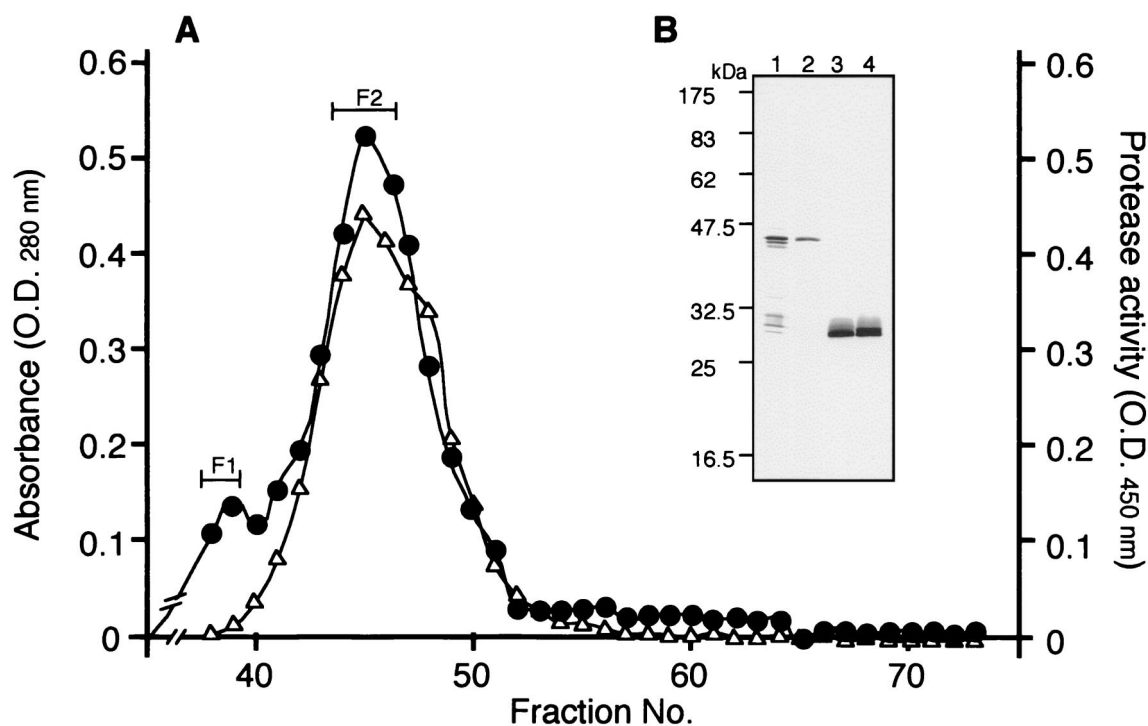 A
B
0.6
0.5
0.4
0.3
0.2
0.1
0
Absorbance (O.D. 280 nm)
F1
F2
kDa
1 2 3 4
175
83
62
47.5
32.5
25
16.5
0.6
0.5
0.4
0.3
0.2
0.1
0
Protease activity (O.D. 450 nm)
40 50 60 70
Fraction No.